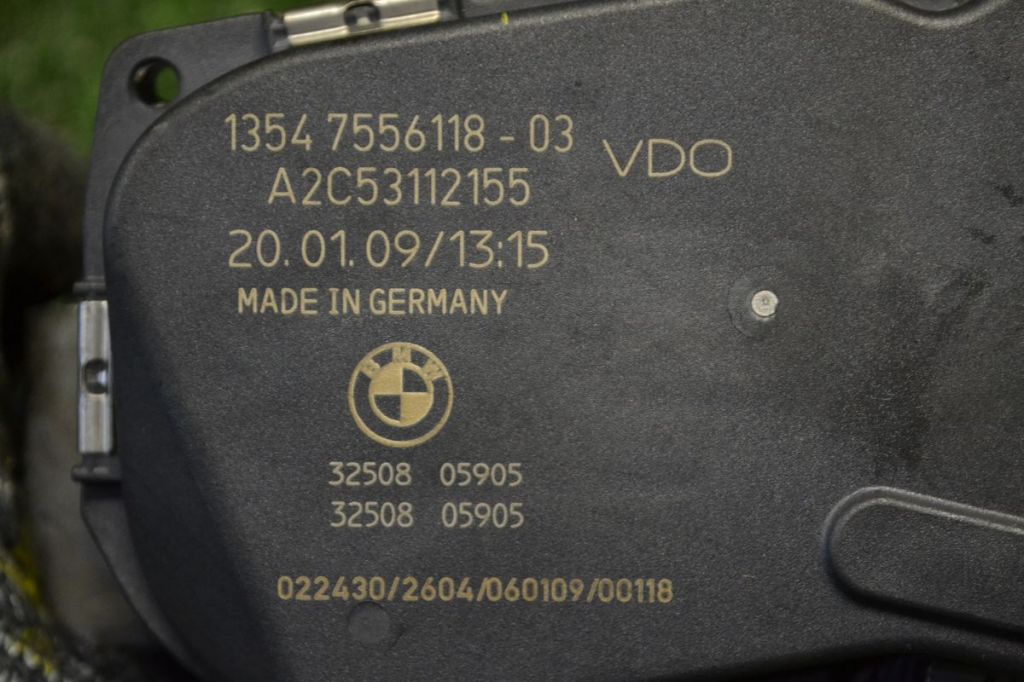 1354 7556118 - 03
VDO
A2C53112155
20.01.09/13:15
MADE IN GERMANY
BMW
32508 05905
32508 05905
022430/2604/060109/00118